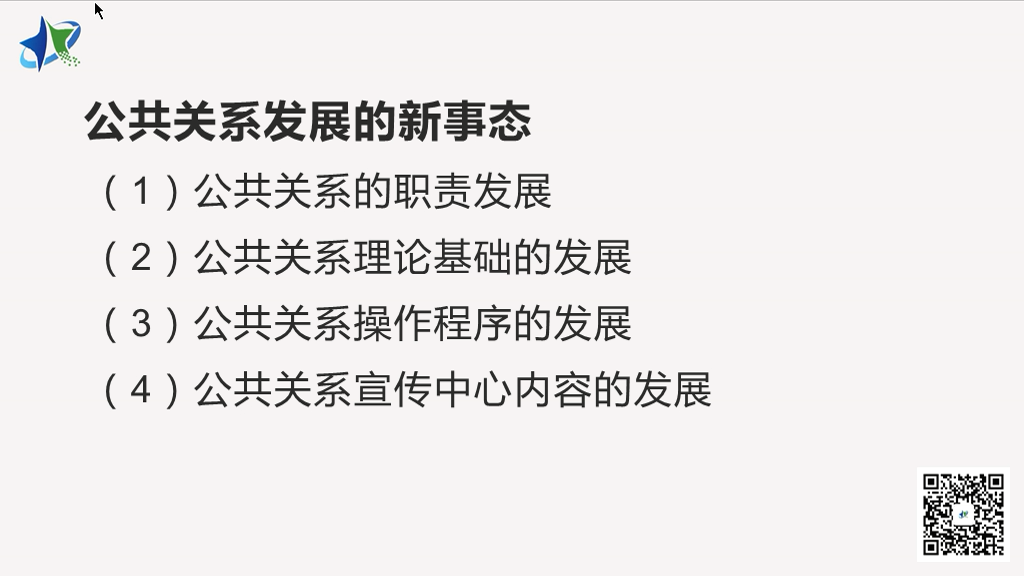 公共关系发展的新事态
（1）公共关系的职责发展
（2）公共关系理论基础的发展
（3）公共关系操作程序的发展
（4）公共关系宣传中心内容的发展